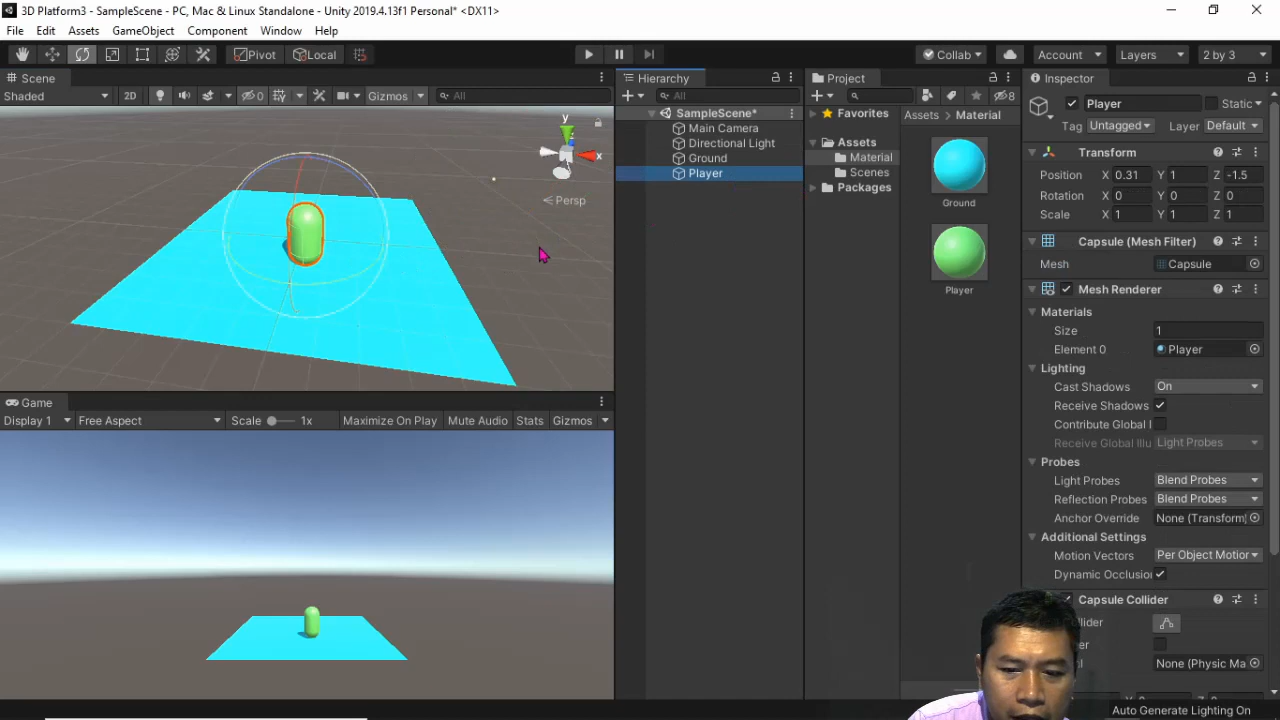 3D Platform3 - SampleScene - PC, Mac & Linux Standalone - Unity 2019.4.13f1 Personal* <DX11>
File Edit Assets GameObject Component Window Help
Pivot Local Collab Account Layers 2 by 3
Scene
Shaded 2D 0 Gizmos All
y
x
Persp
Game
Display 1 Free Aspect Scale 1x Maximize On Play Mute Audio Stats Gizmos
Hierarchy
All
SampleScene*
Main Camera
Directional Light
Ground
Player
Project
8
Favorites
Assets
Material
Scenes
Packages
Assets Material
Ground
Player
Inspector
Player Static
Tag Untagged Layer Default
Transform
Position X 0.31 Y 1 Z -1.5
Rotation X 0 Y 0 Z 0
Scale X 1 Y 1 Z 1
Capsule (Mesh Filter)
Mesh Capsule
Mesh Renderer
Materials
Size 1
Element 0 Player
Lighting
Cast Shadows On
Receive Shadows
Contribute Global I
Receive Global Illu Light Probes
Probes
Light Probes Blend Probes
Reflection Probes Blend Probes
Anchor Override None (Transform)
Additional Settings
Motion Vectors Per Object Motion
Dynamic Occlusio
Capsule Collider
None (Physic Ma
Auto Generate Lighting On